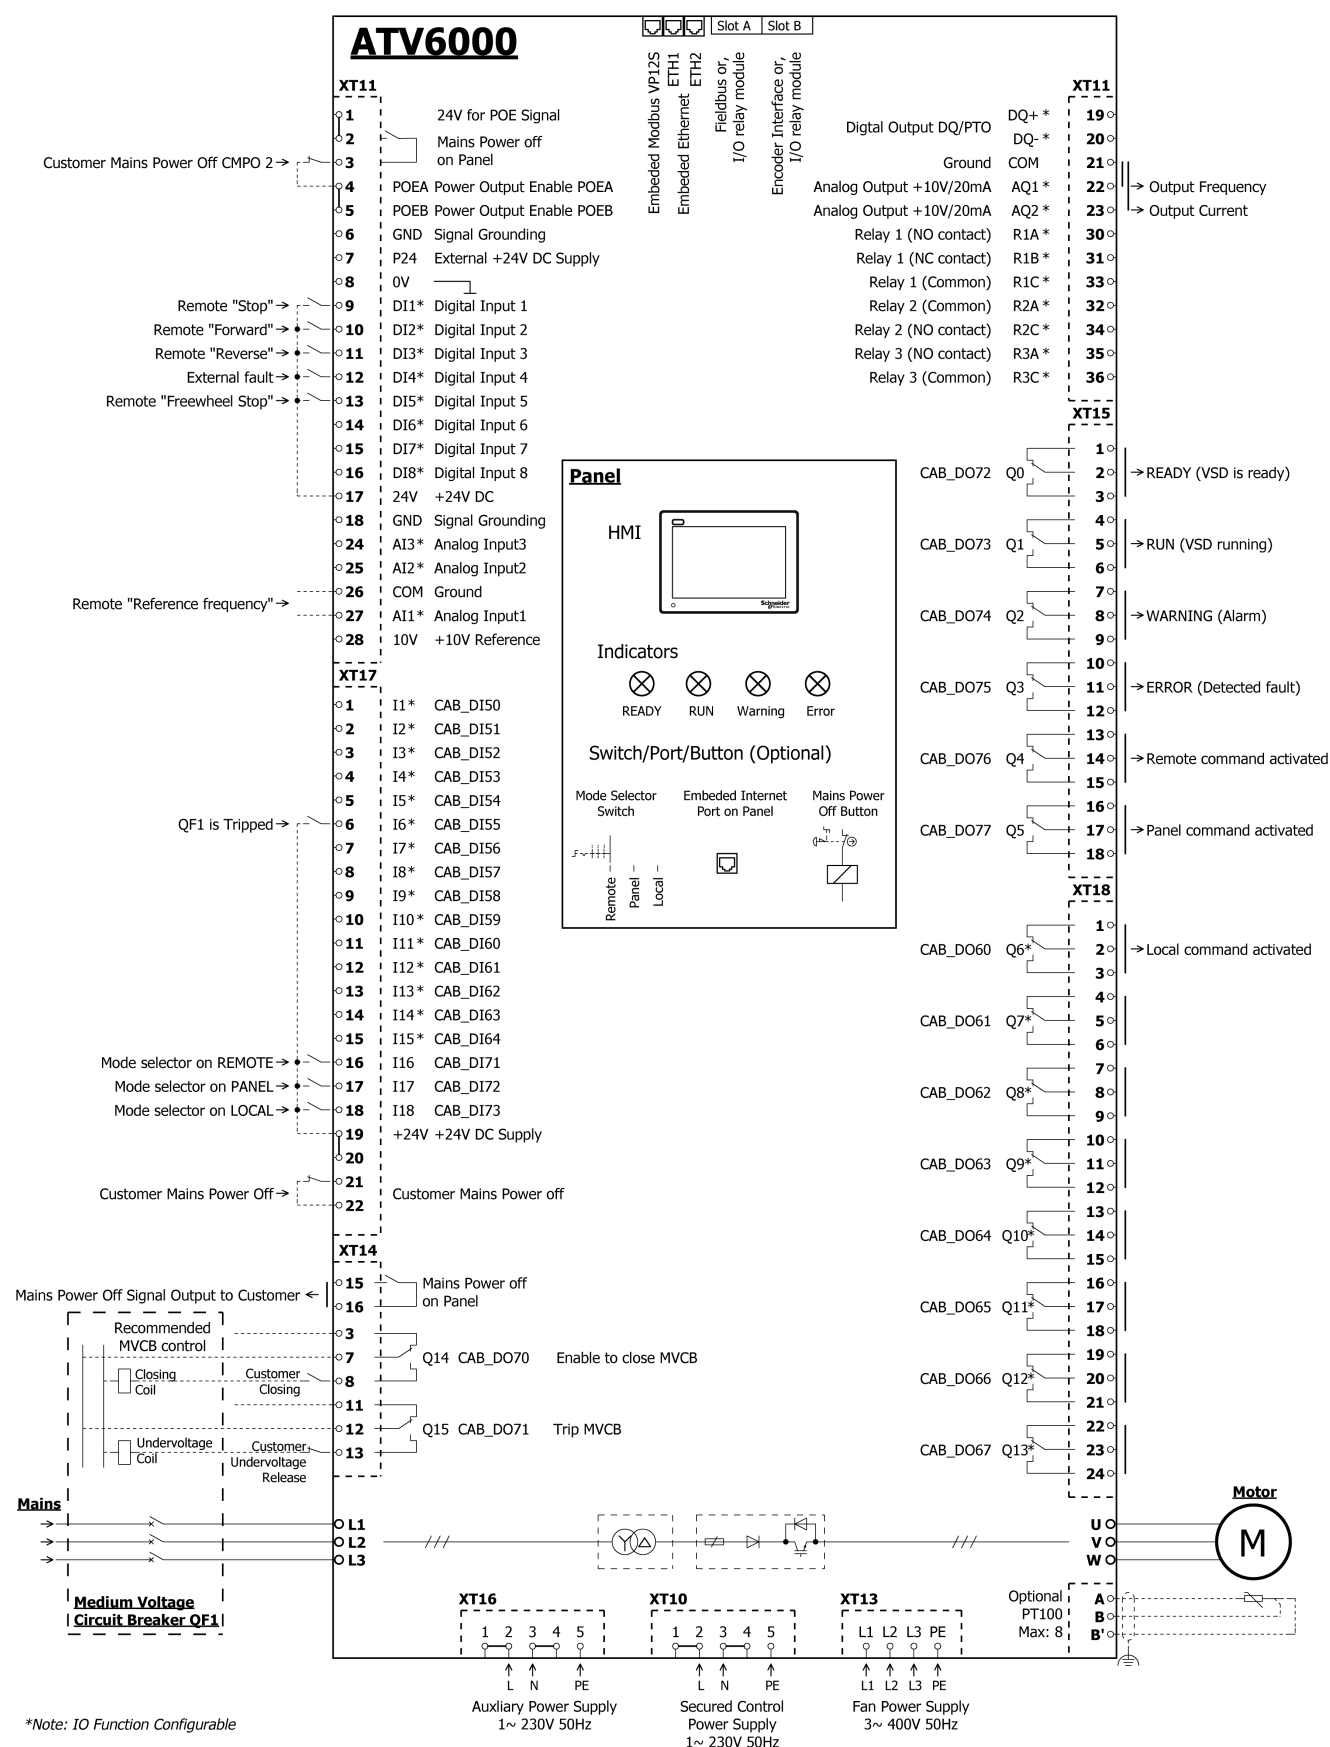 ATV6000
Embeded Modbus VP12S
Embeded Ethernet
ETH1
ETH2
Slot A
Slot B
Fieldbus or,
I/O relay module
Encoder Interface or,
I/O relay module
XT11
1 24V for POE Signal
2 Mains Power off
on Panel
Customer Mains Power Off CMPO 2 3
4 POEA Power Output Enable POEA
5 POEB Power Output Enable POEB
6 GND Signal Grounding
7 P24 External +24V DC Supply
8 0V
Remote "Stop" 9 DI1* Digital Input 1
Remote "Forward" 10 DI2* Digital Input 2
Remote "Reverse" 11 DI3* Digital Input 3
External fault 12 DI4* Digital Input 4
Remote "Freewheel Stop" 13 DI5* Digital Input 5
14 DI6* Digital Input 6
15 DI7* Digital Input 7
16 DI8* Digital Input 8
17 24V +24V DC
18 GND Signal Grounding
24 AI3* Analog Input3
25 AI2* Analog Input2
26 COM Ground
Remote "Reference frequency"
27 AI1* Analog Input1
28 10V +10V Reference
XT17
1 I1* CAB_DI50
2 I2* CAB_DI51
3 I3* CAB_DI52
4 I4* CAB_DI53
5 I5* CAB_DI54
QF1 is Tripped 6 I6* CAB_DI55
7 I7* CAB_DI56
8 I8* CAB_DI57
9 I9* CAB_DI58
10 I10* CAB_DI59
11 I11* CAB_DI60
12 I12* CAB_DI61
13 I13* CAB_DI62
14 I14* CAB_DI63
15 I15* CAB_DI64
Mode selector on REMOTE 16 I16 CAB_DI71
Mode selector on PANEL 17 I17 CAB_DI72
Mode selector on LOCAL 18 I18 CAB_DI73
19 +24V +24V DC Supply
20
21
Customer Mains Power Off Customer Mains Power off
22
XT14
15 Mains Power off
Mains Power Off Signal Output to Customer
16 on Panel
Recommended
MVCB control
3
7 Q14 CAB_DO70 Enable to close MVCB
Closing
Coil
Customer
Closing
8
11
12 Q15 CAB_DO71 Trip MVCB
Undervoltage
Coil
Customer
Undervoltage
Release
13
Mains
L1
L2
L3
Medium Voltage
Circuit Breaker QF1
Panel
HMI
Schneider
Electric
Indicators
READY RUN Warning Error
Switch/Port/Button (Optional)
Mode Selector
Switch
Embeded Internet
Port on Panel
Mains Power
Off Button
Remote
Panel
Local
XT11
DQ+ * 19
Digtal Output DQ/PTO
DQ- * 20
Ground COM 21
Analog Output +10V/20mA AQ1 * 22 Output Frequency
Analog Output +10V/20mA AQ2 * 23 Output Current
Relay 1 (NO contact) R1A * 30
Relay 1 (NC contact) R1B * 31
Relay 1 (Common) R1C * 33
Relay 2 (Common) R2A * 32
Relay 2 (NO contact) R2C * 34
Relay 3 (NO contact) R3A * 35
Relay 3 (Common) R3C * 36
XT15
1
CAB_DO72 Q0 2 READY (VSD is ready)
3
4
CAB_DO73 Q1 5 RUN (VSD running)
6
7
CAB_DO74 Q2 8 WARNING (Alarm)
9
10
CAB_DO75 Q3 11 ERROR (Detected fault)
12
13
CAB_DO76 Q4 14 Remote command activated
15
16
CAB_DO77 Q5 17 Panel command activated
18
XT18
1
CAB_DO60 Q6* 2 Local command activated
3
4
CAB_DO61 Q7* 5
6
7
CAB_DO62 Q8* 8
9
10
CAB_DO63 Q9* 11
12
13
CAB_DO64 Q10* 14
15
16
CAB_DO65 Q11* 17
18
19
CAB_DO66 Q12* 20
21
22
CAB_DO67 Q13* 23
24
Motor
M
U
V
W
Optional
PT100
Max: 8
A
B
B'
XT16
1 2 3 4 5
L N PE
Auxliary Power Supply
1~ 230V 50Hz
XT10
1 2 3 4 5
L N PE
Secured Control
Power Supply
1~ 230V 50Hz
XT13
L1 L2 L3 PE
L1 L2 L3 PE
Fan Power Supply
3~ 400V 50Hz
*Note: IO Function Configurable